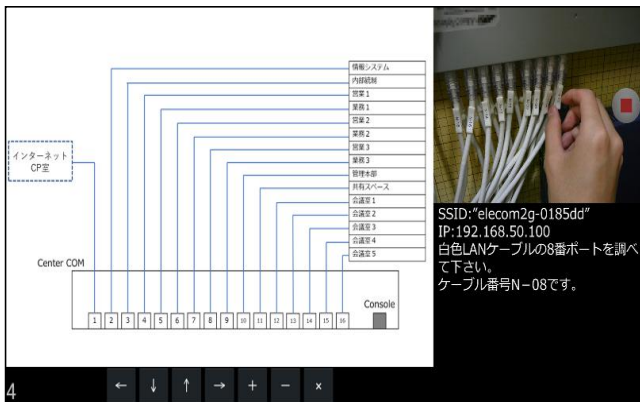 情報システム
内部統制
営業1
業務1
営業2
業務2
営業3
業務3
管理本部
共有スペース
会議室1
会議室2
会議室3
会議室4
会議室5
インターネット
CP室
Center COM
Console
1 2 3 4 5 6 7 8 9 10 11 12 13 14 15 16
4
← ↓ ↑ → + − ×
SSID:"elecom2g-0185dd"
IP:192.168.50.100
白色LANケーブルの8番ポートを調べ
て下さい。
ケーブル番号N－08です。